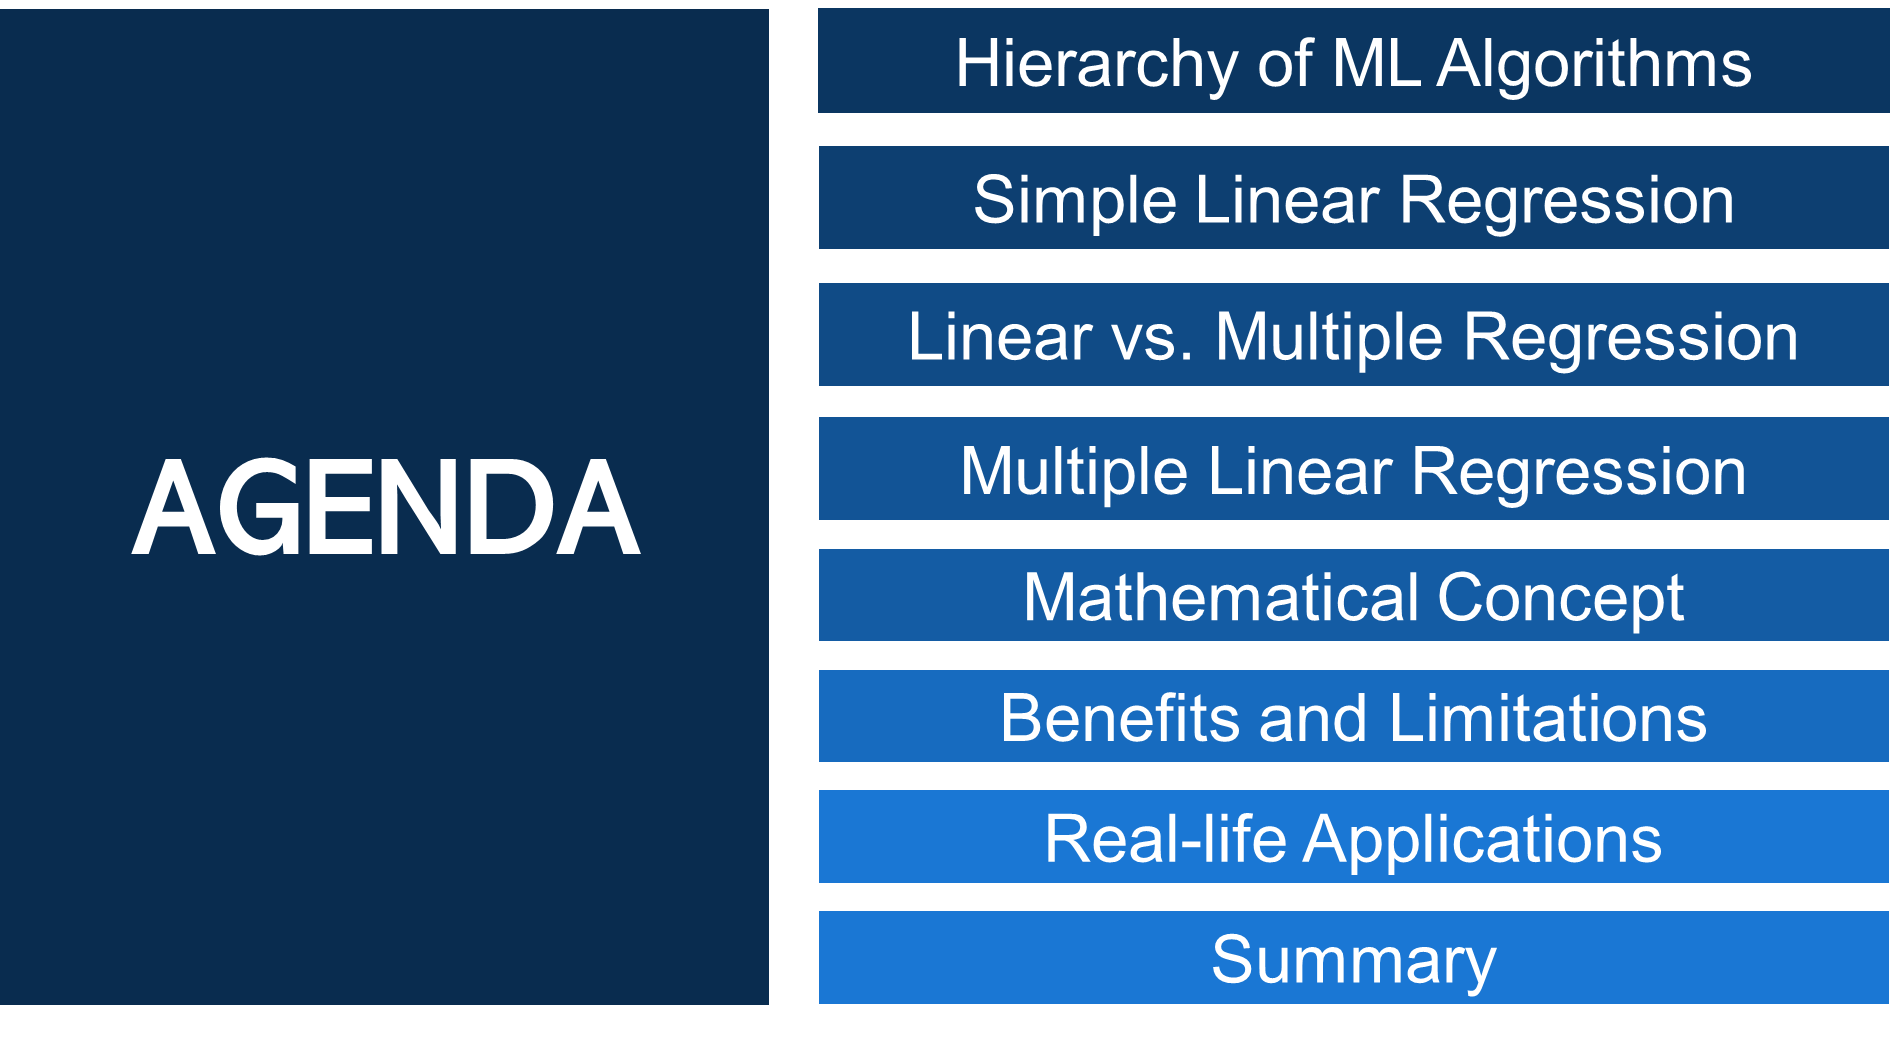 AGENDA
Hierarchy of ML Algorithms
Simple Linear Regression
Linear vs. Multiple Regression
Multiple Linear Regression
Mathematical Concept
Benefits and Limitations
Real-life Applications
Summary